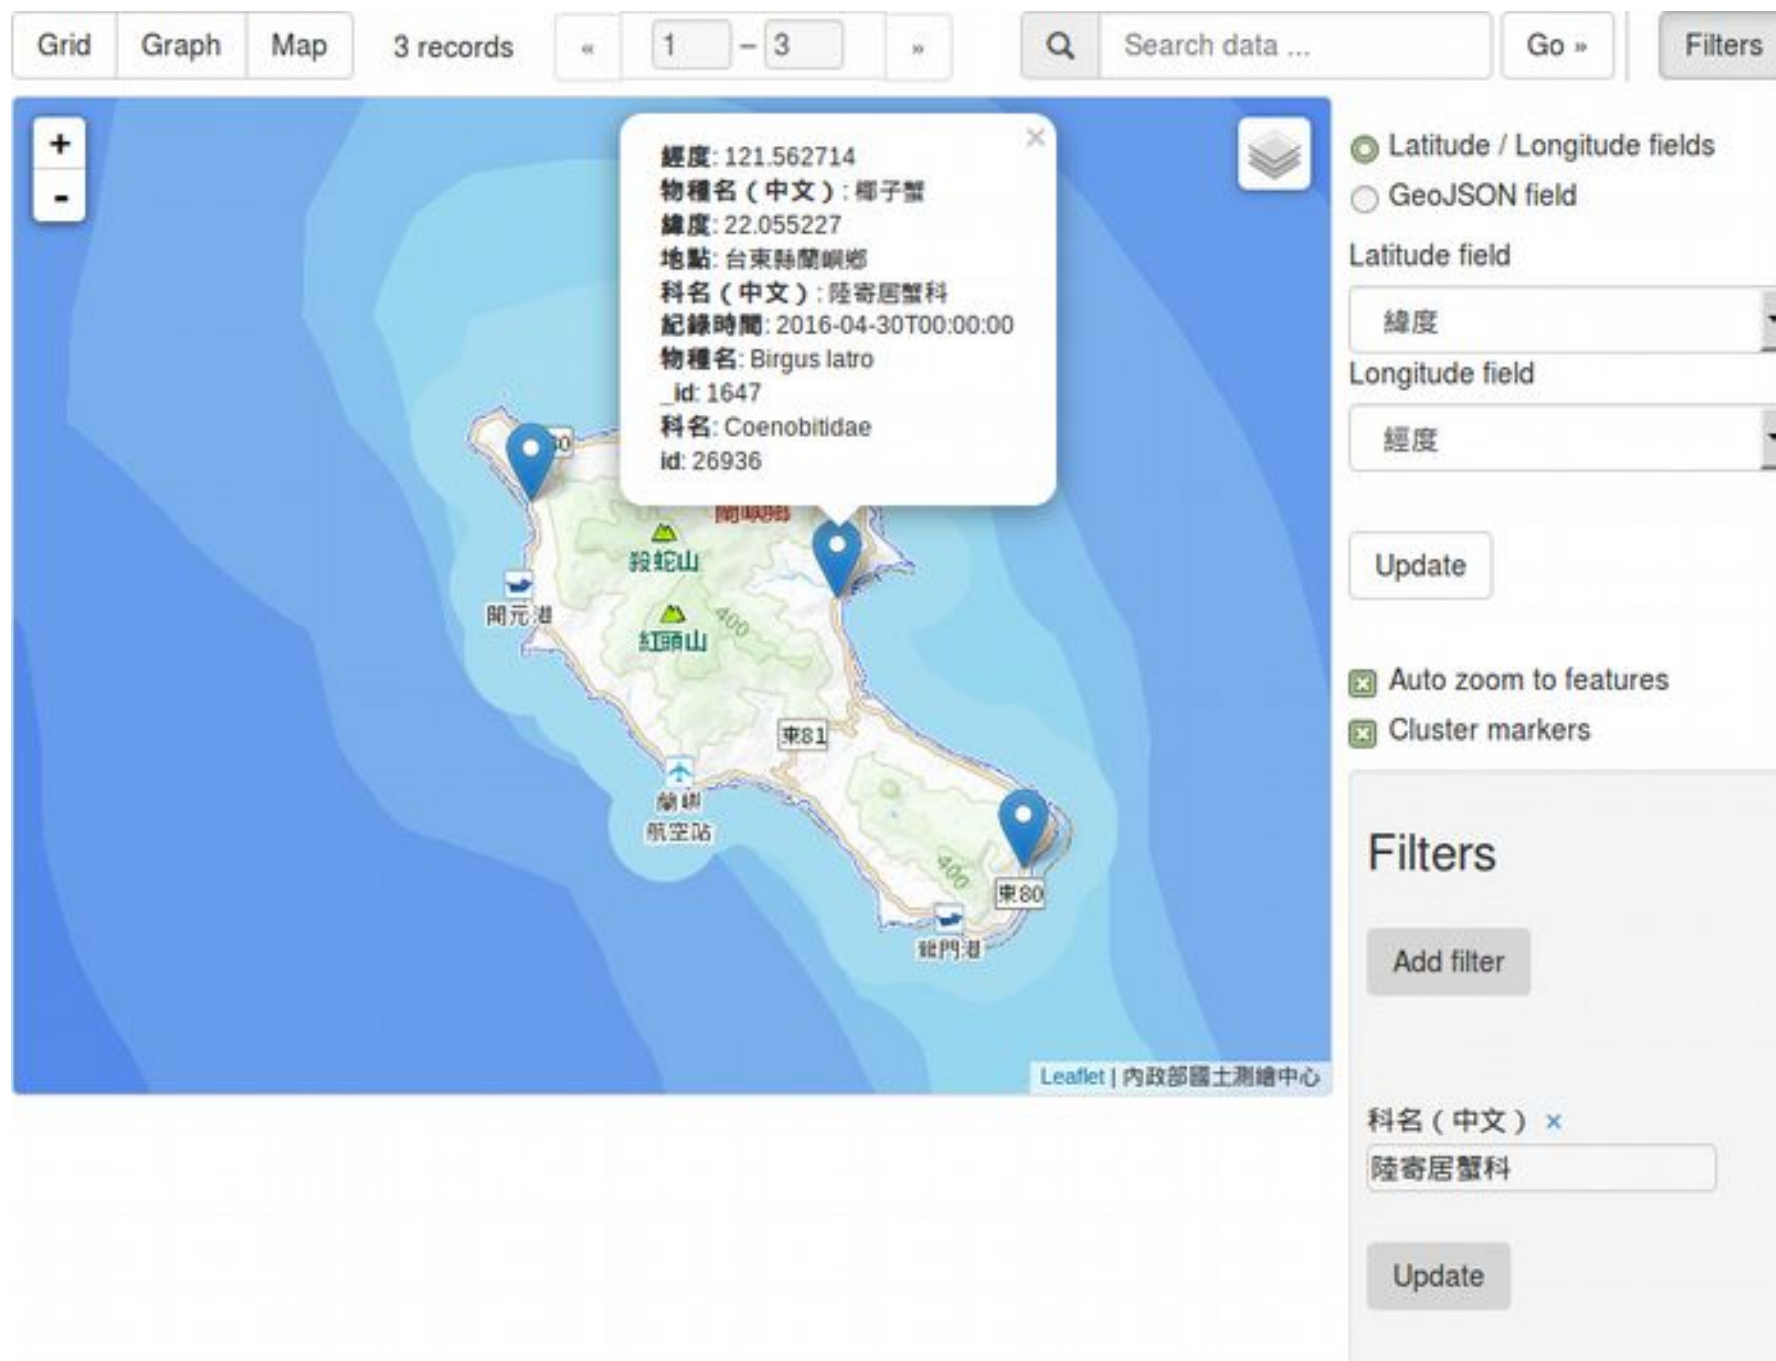 Grid Graph Map 3 records « 1 – 3 » Search data ... Go » Filters
+
-
經度: 121.562714
物種名 ( 中文 ) : 椰子蟹
緯度: 22.055227
地點: 台東縣蘭嶼鄉
科名 ( 中文 ) : 陸寄居蟹科
紀錄時間: 2016-04-30T00:00:00
物種名: Birgus latro
_id: 1647
科名: Coenobitidae
id: 26936
×
蘭嶼鄉
殺蛇山
開元港
紅頭山
400
東81
蘭嶼
航空站
400
東80
龍門港
Leaflet | 內政部國土測繪中心
Latitude / Longitude fields
GeoJSON field
Latitude field
緯度
Longitude field
經度
Update
Auto zoom to features
Cluster markers
Filters
Add filter
科名 ( 中文 ) ×
陸寄居蟹科
Update